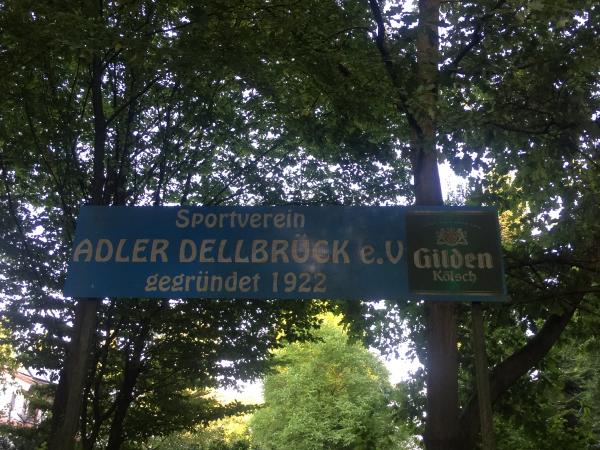 Sportverein
ADLER DELLBRÜCK e.V
gegründet 1922
Gilden
Kölsch